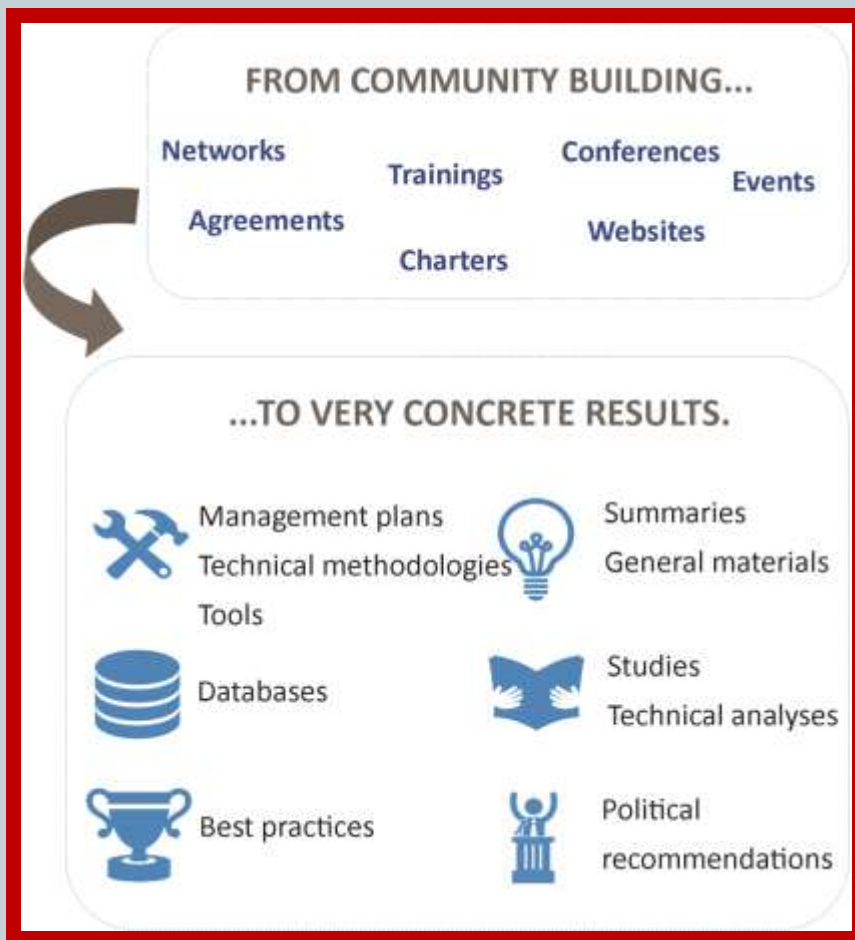 FROM COMMUNITY BUILDING...
Networks
Trainings
Conferences
Events
Agreements
Charters
Websites
...TO VERY CONCRETE RESULTS.
Management plans
Technical methodologies
Tools
Summaries
General materials
Databases
Studies
Technical analyses
Best practices
Political
recommendations